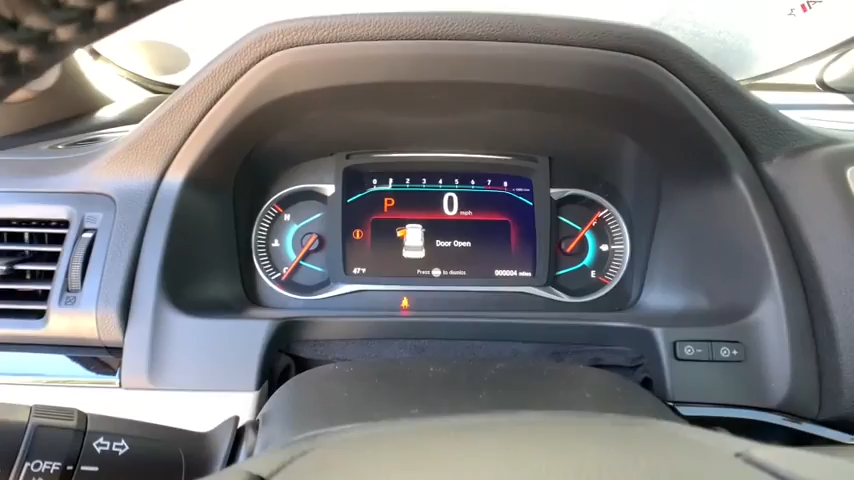 0 1 2 3 4 5 6 7 8
P 0 mph
H F
Door Open
C E
47°F Press to dismiss 000004 miles
OFF